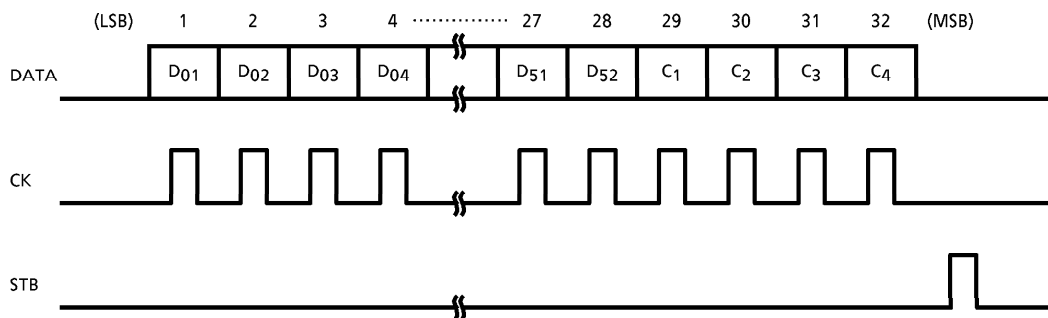 (LSB) 1 2 3 4 ·············· 27 28 29 30 31 32 (MSB)
DATA D01 D02 D03 D04 D51 D52 C1 C2 C3 C4
CK
STB